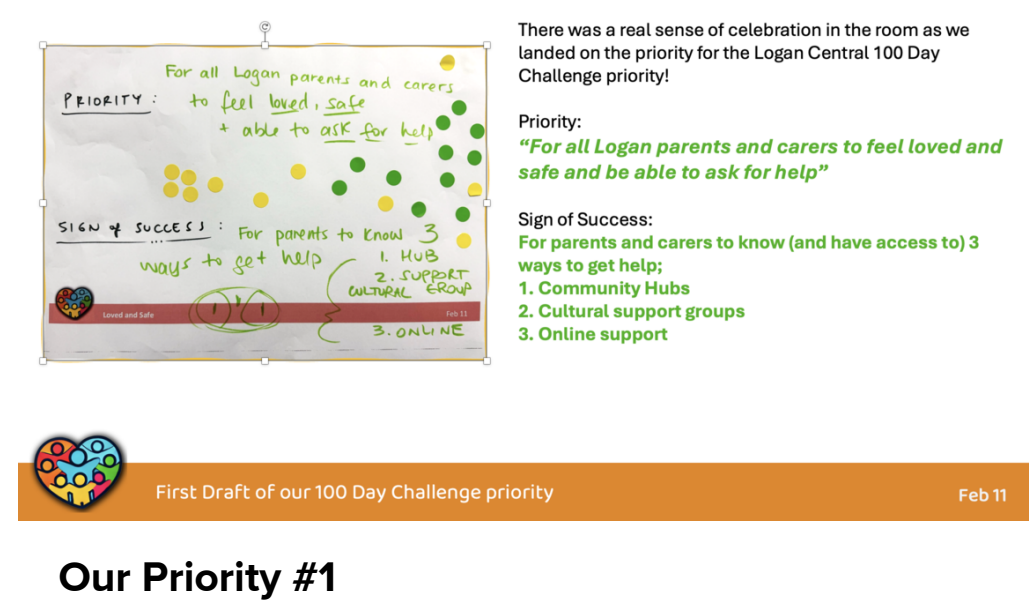 PRIORITY :
For all Logan parents and carers
to feel loved, safe
+ able to ask for help
SIGN of SUCCESS :
For parents to know 3
ways to get help
1. HUB
2. SUPPORT
CULTURAL GROUP
3. ONLINE
Loved and Safe
Feb 11
There was a real sense of celebration in the room as we
landed on the priority for the Logan Central 100 Day
Challenge priority!
Priority:
“For all Logan parents and carers to feel loved and
safe and be able to ask for help”
Sign of Success:
For parents and carers to know (and have access to) 3
ways to get help;
1. Community Hubs
2. Cultural support groups
3. Online support
First Draft of our 100 Day Challenge priority
Feb 11
Our Priority #1